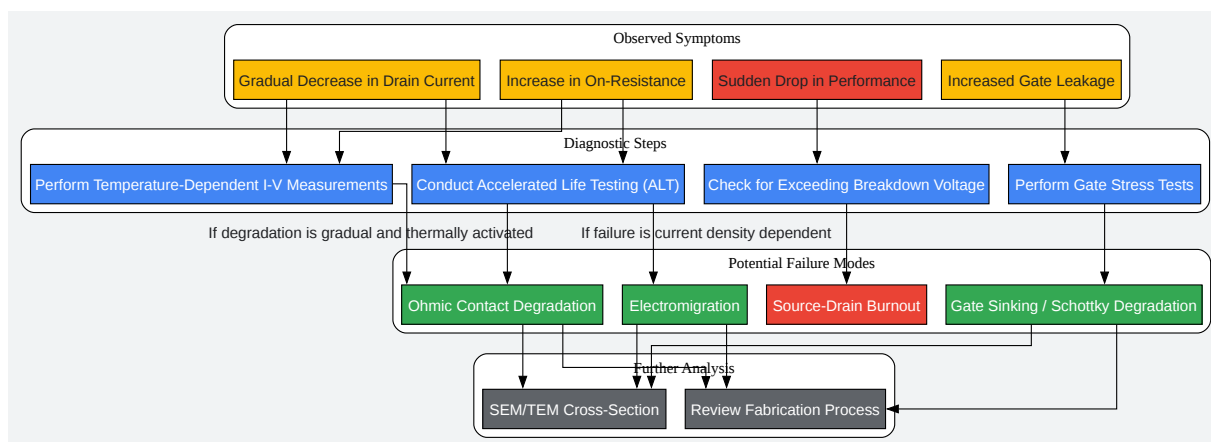 Observed Symptoms
Gradual Decrease in Drain Current
Increase in On-Resistance
Sudden Drop in Performance
Increased Gate Leakage
Diagnostic Steps
Perform Temperature-Dependent I-V Measurements
Conduct Accelerated Life Testing (ALT)
Check for Exceeding Breakdown Voltage
Perform Gate Stress Tests
If degradation is gradual and thermally activated
If failure is current density dependent
Potential Failure Modes
Ohmic Contact Degradation
Electromigration
Source-Drain Burnout
Gate Sinking / Schottky Degradation
Further Analysis
SEM/TEM Cross-Section
Review Fabrication Process